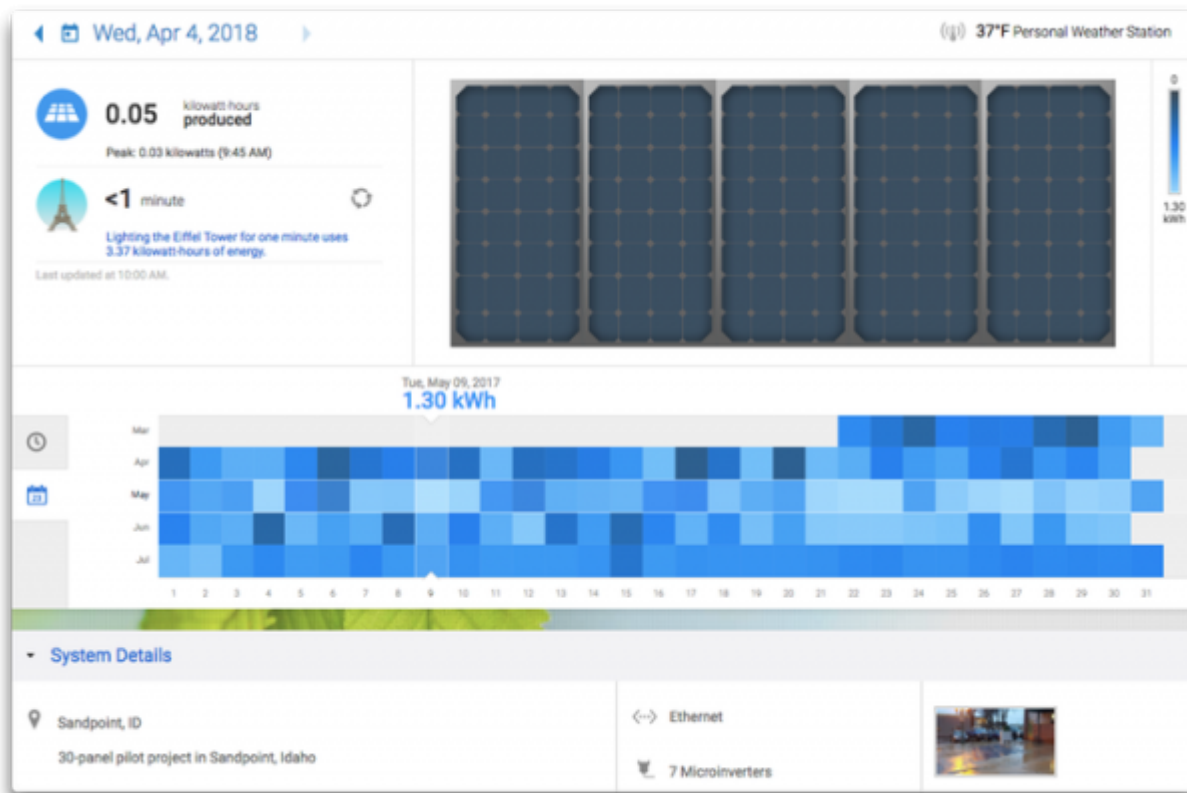 Wed, Apr 4, 2018
37°F Personal Weather Station
0.05 kilowatt-hours produced
Peak: 0.03 kilowatts (9:45 AM)
<1 minute
Lighting the Eiffel Tower for one minute uses
3.37 kilowatt-hours of energy.
Last updated at 10:00 AM.
0
1.30
kWh
Tue, May 09, 2017
1.30 kWh
Mar
Apr
May
23
Jun
Jul
1 2 3 4 5 6 7 8 9 10 11 12 13 14 15 16 17 18 19 20 21 22 23 24 25 26 27 28 29 30 31
System Details
Sandpoint, ID
30-panel pilot project in Sandpoint, Idaho
Ethernet
7 Microinverters